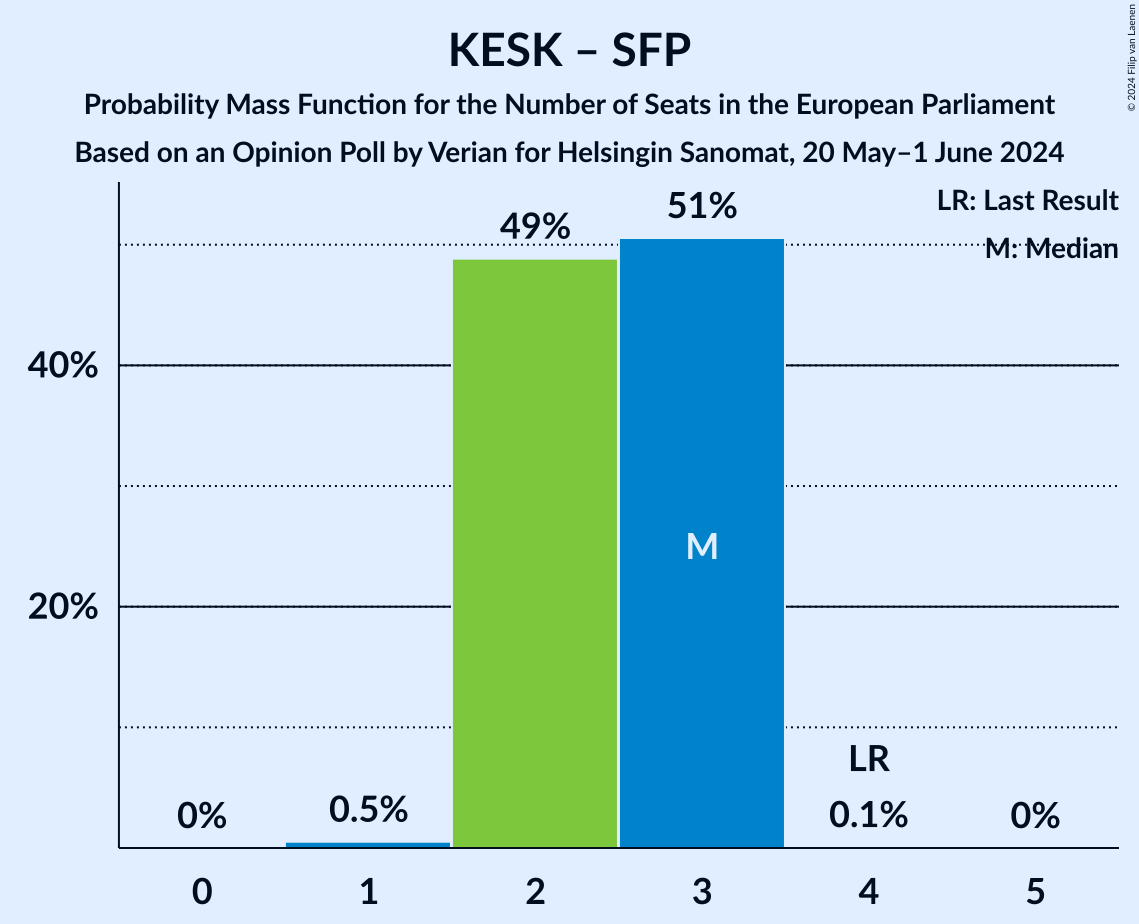 KESK – SFP
Probability Mass Function for the Number of Seats in the European Parliament
Based on an Opinion Poll by Verian for Helsingin Sanomat, 20 May–1 June 2024
© 2024 Filip van Laenen
LR: Last Result
M: Median
49%
51%
40%
M
20%
LR
0%
0.5%
0.1%
0%
0
1
2
3
4
5